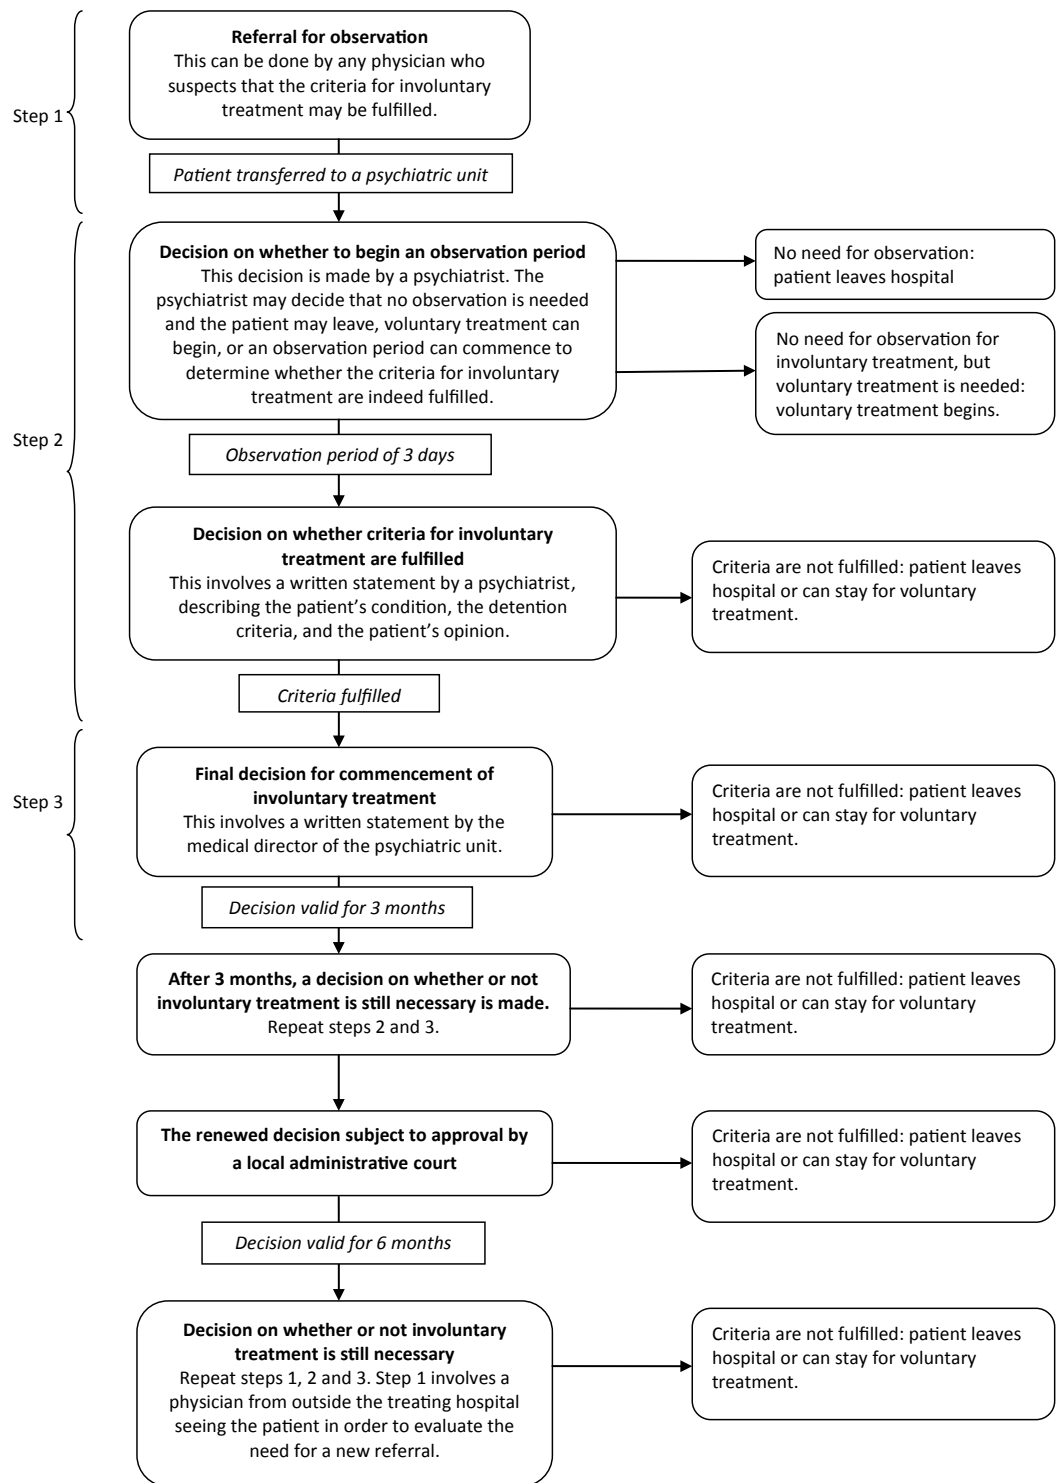 Referral for observation
This can be done by any physician who
suspects that the criteria for involuntary
treatment may be fulfilled.
Step 1
Patient transferred to a psychiatric unit
Decision on whether to begin an observation period
This decision is made by a psychiatrist. The
psychiatrist may decide that no observation is needed
and the patient may leave, voluntary treatment can
begin, or an observation period can commence to
determine whether the criteria for involuntary
treatment are indeed fulfilled.
No need for observation:
patient leaves hospital
No need for observation for
involuntary treatment, but
voluntary treatment is needed:
voluntary treatment begins.
Step 2
Observation period of 3 days
Decision on whether criteria for involuntary
treatment are fulfilled
This involves a written statement by a psychiatrist,
describing the patient’s condition, the detention
criteria, and the patient’s opinion.
Criteria are not fulfilled: patient leaves
hospital or can stay for voluntary
treatment.
Criteria fulfilled
Step 3
Final decision for commencement of
involuntary treatment
This involves a written statement by the
medical director of the psychiatric unit.
Criteria are not fulfilled: patient leaves
hospital or can stay for voluntary
treatment.
Decision valid for 3 months
After 3 months, a decision on whether or not
involuntary treatment is still necessary is made.
Repeat steps 2 and 3.
Criteria are not fulfilled: patient leaves
hospital or can stay for voluntary
treatment.
The renewed decision subject to approval by
a local administrative court
Criteria are not fulfilled: patient leaves
hospital or can stay for voluntary
treatment.
Decision valid for 6 months
Decision on whether or not involuntary
treatment is still necessary
Repeat steps 1, 2 and 3. Step 1 involves a
physician from outside the treating hospital
seeing the patient in order to evaluate the
need for a new referral.
Criteria are not fulfilled: patient leaves
hospital or can stay for voluntary
treatment.